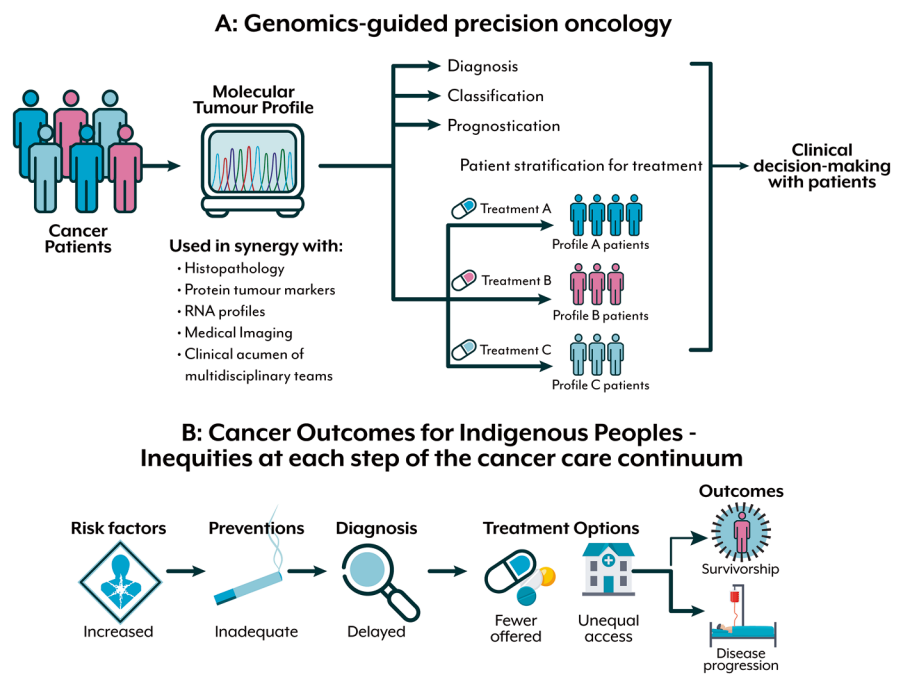 A: Genomics-guided precision oncology
Cancer
Patients
Molecular
Tumour Profile
Used in synergy with:
• Histopathology
• Protein tumour markers
• RNA profiles
• Medical Imaging
• Clinical acumen of
multidisciplinary teams
Diagnosis
Classification
Prognostication
Patient stratification for treatment
Treatment A
Profile A patients
Treatment B
Profile B patients
Treatment C
Profile C patients
Clinical
decision-making
with patients
B: Cancer Outcomes for Indigenous Peoples -
Inequities at each step of the cancer care continuum
Risk factors
Increased
Preventions
Inadequate
Diagnosis
Delayed
Treatment Options
Fewer
offered
Unequal
access
Outcomes
Survivorship
Disease
progression